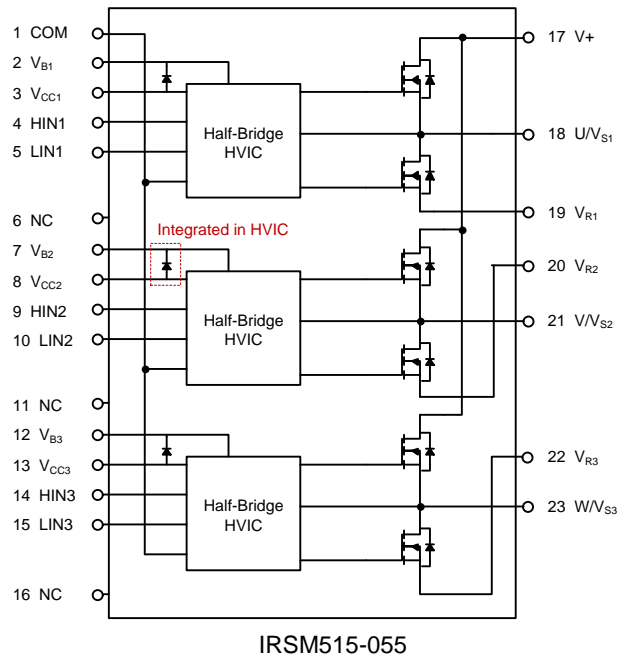 1 COM
2 VB1
3 VCC1
4 HIN1
5 LIN1
6 NC
7 VB2
8 VCC2
9 HIN2
10 LIN2
11 NC
12 VB3
13 VCC3
14 HIN3
15 LIN3
16 NC
Half-Bridge
HVIC
Integrated in HVIC
Half-Bridge
HVIC
Half-Bridge
HVIC
17 V+
18 U/VS1
19 VR1
20 VR2
21 V/VS2
22 VR3
23 W/VS3
IRSM515-055